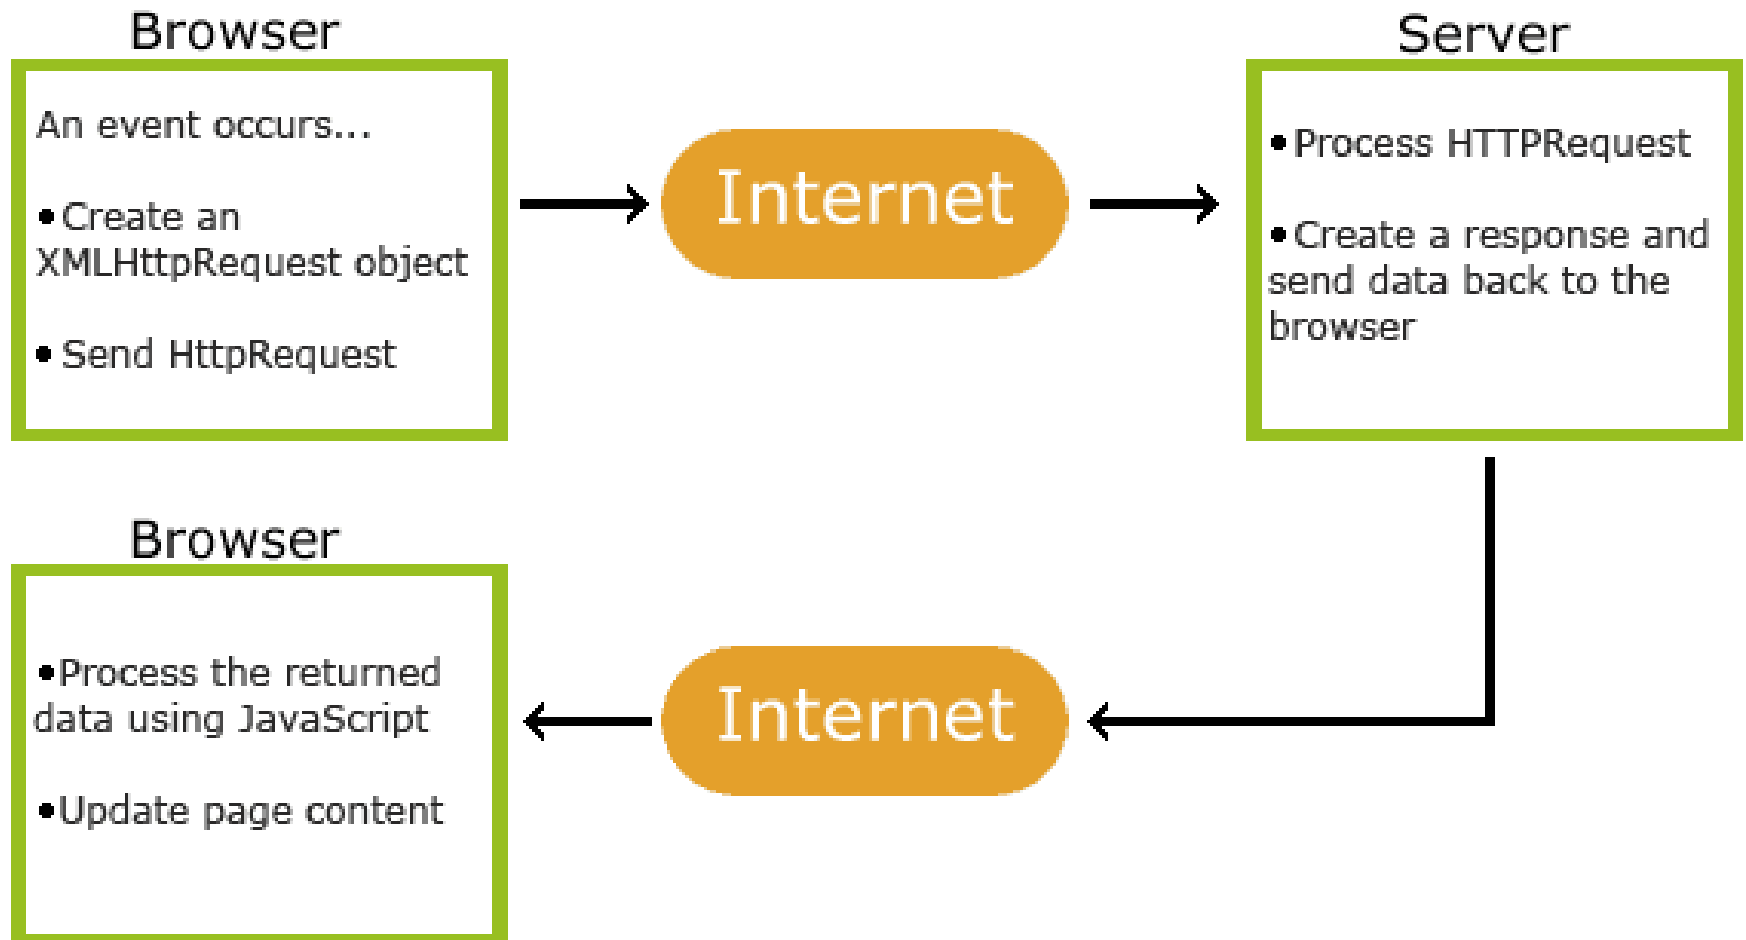 Browser
An event occurs...
•Create an
XMLHttpRequest object
• Send HttpRequest
Internet
Server
•Process HTTPRequest
•Create a response and
send data back to the
browser
Browser
•Process the returned
data using JavaScript
•Update page content
Internet